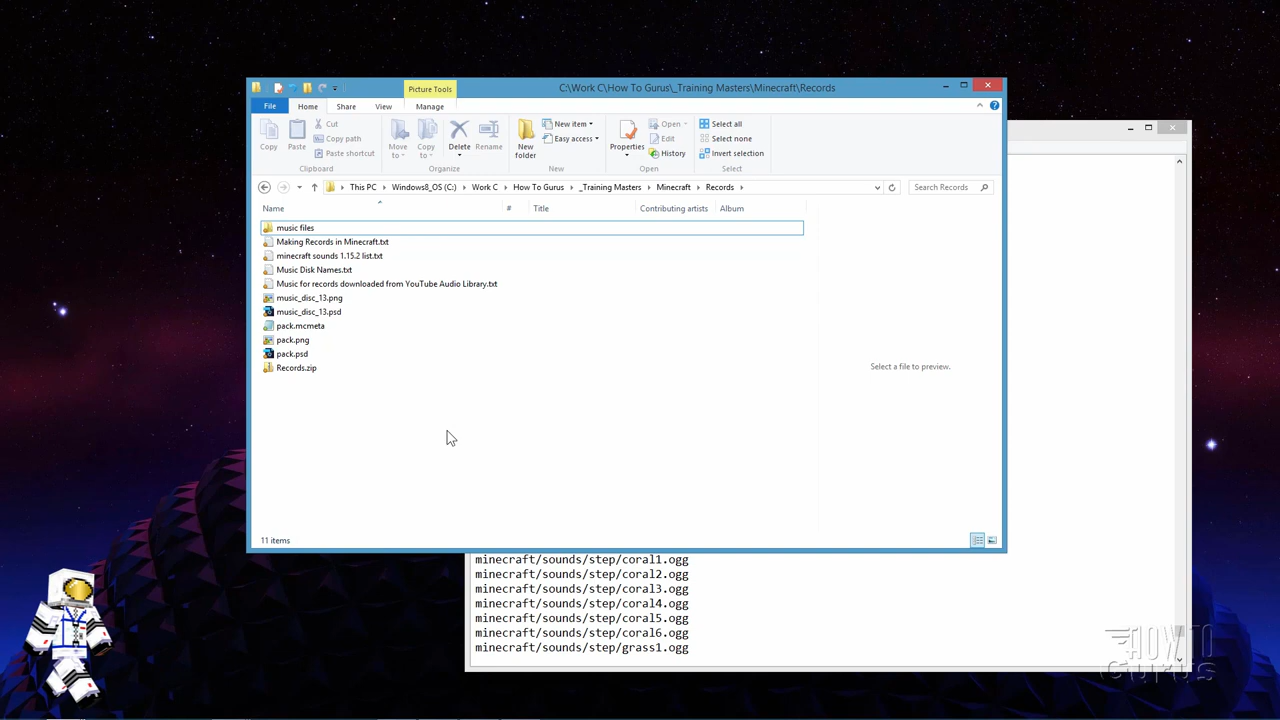 Picture Tools
C:\Work C\How To Gurus\_Training Masters\Minecraft\Records
File Home Share View Manage
Copy
Paste
Cut
Copy path
Paste shortcut
Clipboard
Move to
Copy to
Delete
Rename
Organize
New folder
New item
Easy access
New
Properties
Open
Edit
History
Open
Select all
Select none
Invert selection
Select
This PC Windows8_OS (C:) Work C How To Gurus _Training Masters Minecraft Records
Search Records
Name # Title Contributing artists Album
music files
Making Records in Minecraft.txt
minecraft sounds 1.15.2 list.txt
Music Disk Names.txt
Music for records downloaded from YouTube Audio Library.txt
music_disc_13.png
music_disc_13.psd
pack.mcmeta
pack.png
pack.psd
Records.zip
Select a file to preview.
11 items
minecraft/sounds/step/coral1.ogg
minecraft/sounds/step/coral2.ogg
minecraft/sounds/step/coral3.ogg
minecraft/sounds/step/coral4.ogg
minecraft/sounds/step/coral5.ogg
minecraft/sounds/step/coral6.ogg
minecraft/sounds/step/grass1.ogg
HOW TO
Gurus